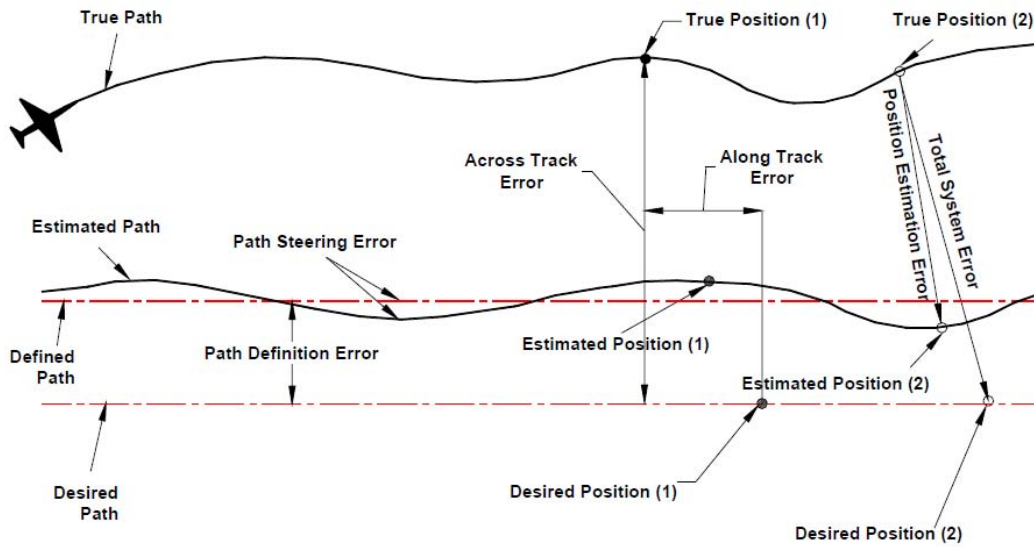 True Path
True Position (1)
True Position (2)
Position Estimation Error
Total System Error
Across Track
Error
Along Track
Error
Estimated Path
Path Steering Error
Defined
Path
Path Definition Error
Estimated Position (1)
Estimated Position (2)
Desired
Path
Desired Position (1)
Desired Position (2)